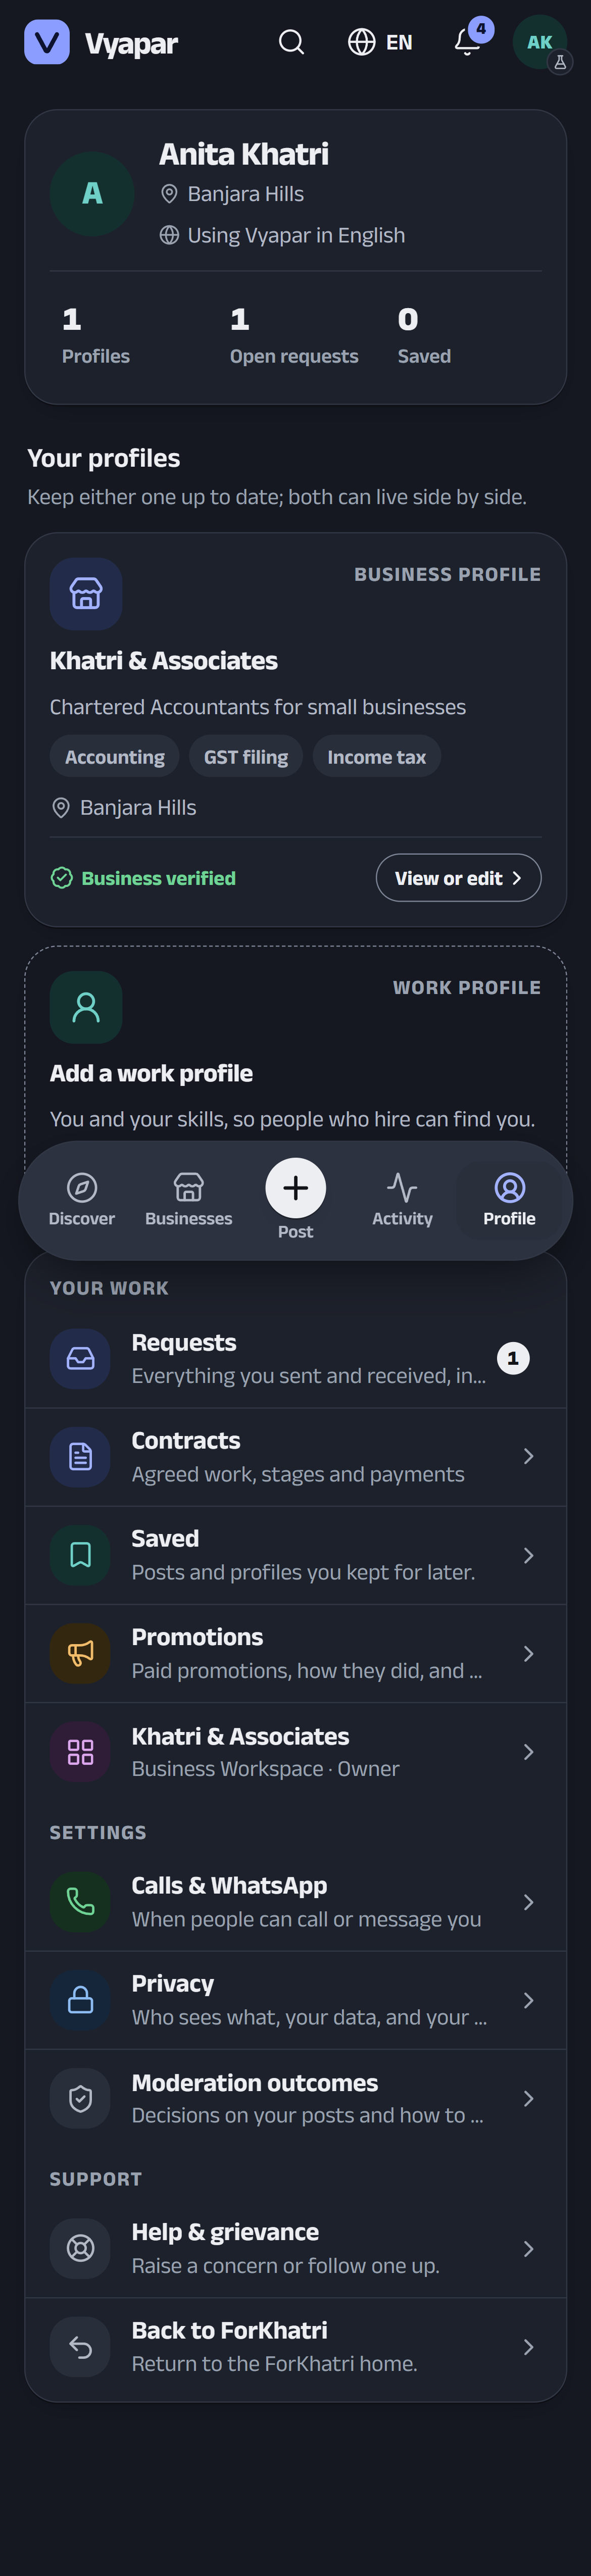 Vyapar
EN
4
AK
Anita Khatri
A
Banjara Hills
Using Vyapar in English
1
1
0
Profiles
Open requests
Saved
Your profiles
Keep either one up to date; both can live side by side.
BUSINESS PROFILE
Khatri & Associates
Chartered Accountants for small businesses
Accounting
GST filing
Income tax
Banjara Hills
Business verified
View or edit
WORK PROFILE
Add a work profile
You and your skills, so people who hire can find you.
Discover
Businesses
Post
Activity
Profile
YOUR WORK
Requests
Everything you sent and received, in...
1
Contracts
Agreed work, stages and payments
Saved
Posts and profiles you kept for later.
Promotions
Paid promotions, how they did, and ...
Khatri & Associates
Business Workspace · Owner
SETTINGS
Calls & WhatsApp
When people can call or message you
Privacy
Who sees what, your data, and your ...
Moderation outcomes
Decisions on your posts and how to ...
SUPPORT
Help & grievance
Raise a concern or follow one up.
Back to ForKhatri
Return to the ForKhatri home.